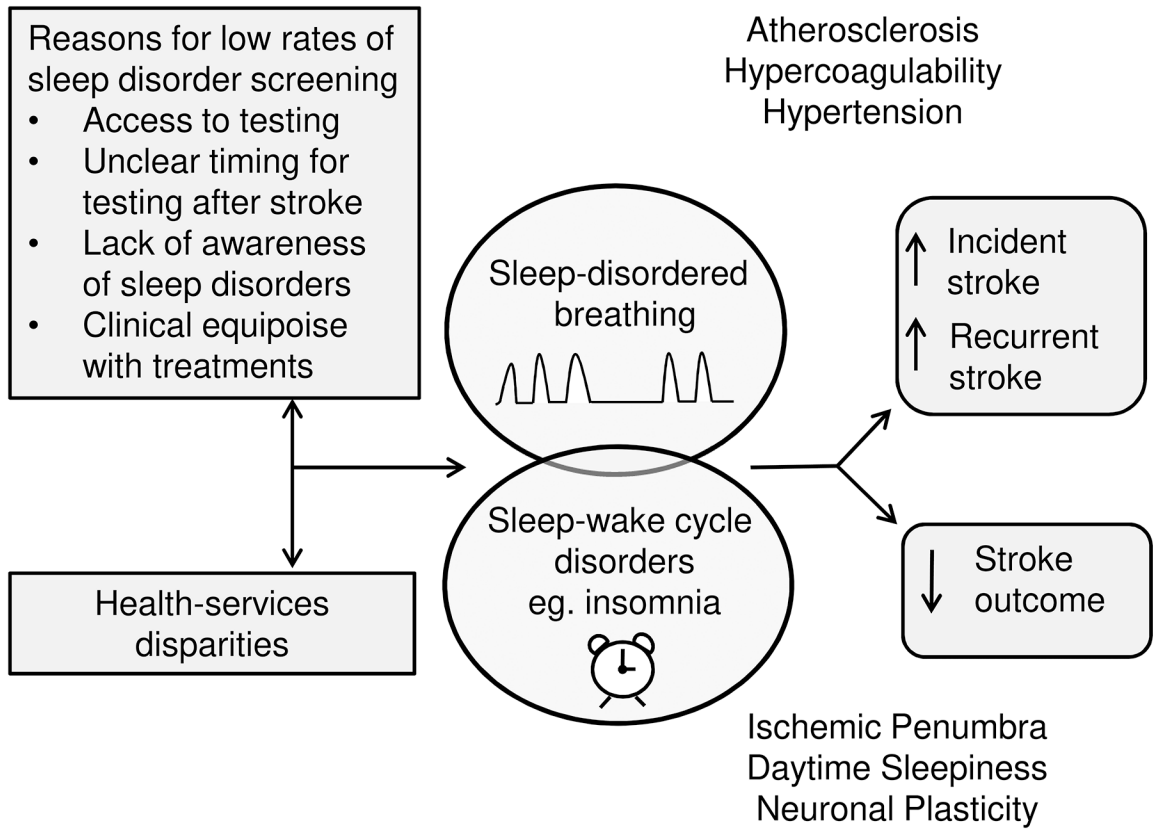 Reasons for low rates of
sleep disorder screening
• Access to testing
• Unclear timing for
testing after stroke
• Lack of awareness
of sleep disorders
• Clinical equipoise
with treatments
Health-services
disparities
Sleep-disordered
breathing
Sleep-wake cycle
disorders
eg. insomnia
Atherosclerosis
Hypercoagulability
Hypertension
Incident
stroke
Recurrent
stroke
Stroke
outcome
Ischemic Penumbra
Daytime Sleepiness
Neuronal Plasticity